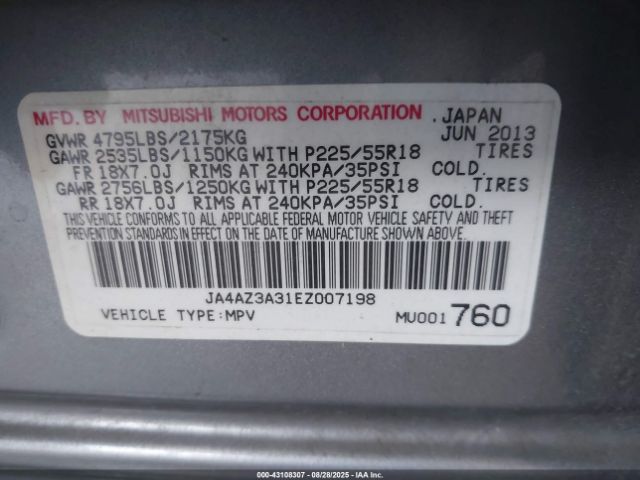 MFD. BY MITSUBISHI MOTORS CORPORATION . JAPAN
GVWR 4795LBS/2175KG JUN 2013
GAWR 2535LBS/1150KG WITH P225/55R18 TIRES
FR 18X7.0J RIMS AT 240KPA/35PSI COLD.
GAWR 2756LBS/1250KG WITH P225/55R18 TIRES
RR 18X7.0J RIMS AT 240KPA/35PSI COLD.
THIS VEHICLE CONFORMS TO ALL APPLICABLE FEDERAL MOTOR VEHICLE SAFETY AND THEFT
PREVENTION STANDARDS IN EFFECT ON THE DATE OF MANUFACTURE SHOWN ABOVE.
JA4AZ3A31EZ007198
VEHICLE TYPE:MPV MU001 760
000-43108307 - 08/28/2025 - IAA Inc.